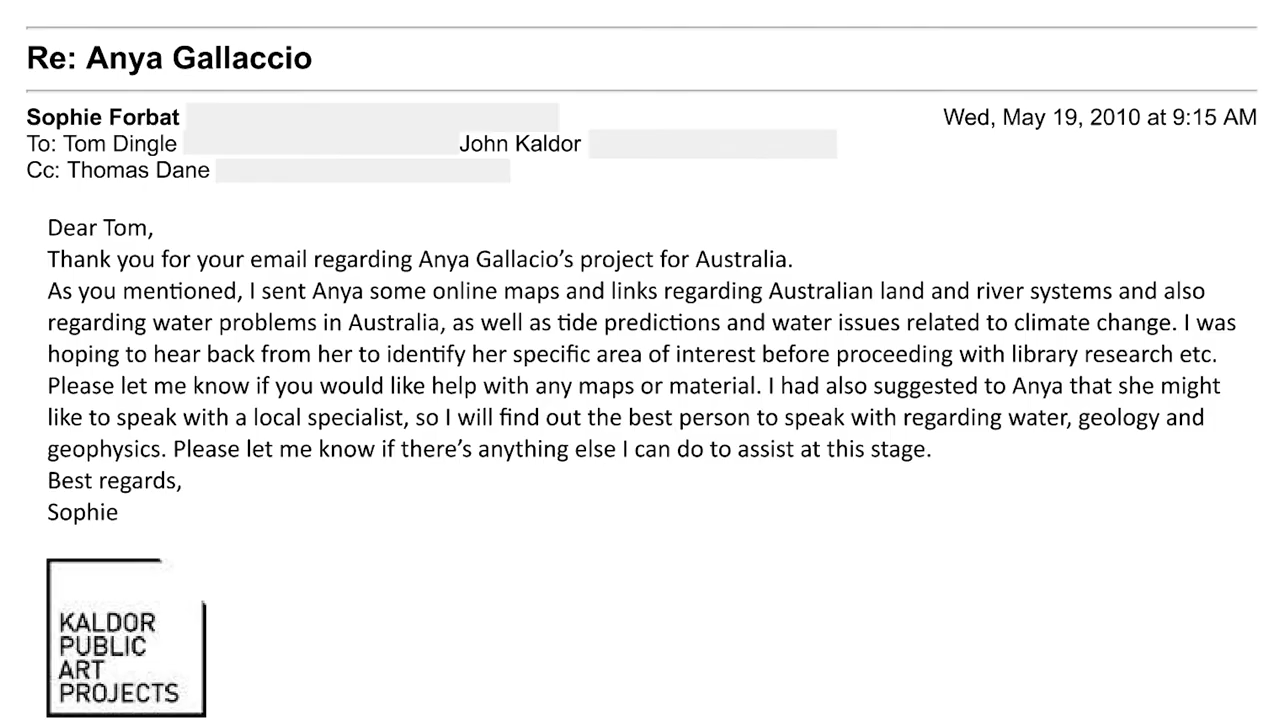 Re: Anya Gallaccio
Sophie Forbat
Wed, May 19, 2010 at 9:15 AM
To: Tom Dingle John Kaldor
Cc: Thomas Dane
Dear Tom,
Thank you for your email regarding Anya Gallacio’s project for Australia.
As you mentioned, I sent Anya some online maps and links regarding Australian land and river systems and also
regarding water problems in Australia, as well as tide predictions and water issues related to climate change. I was
hoping to hear back from her to identify her specific area of interest before proceeding with library research etc.
Please let me know if you would like help with any maps or material. I had also suggested to Anya that she might
like to speak with a local specialist, so I will find out the best person to speak with regarding water, geology and
geophysics. Please let me know if there’s anything else I can do to assist at this stage.
Best regards,
Sophie
KALDOR
PUBLIC
ART
PROJECTS